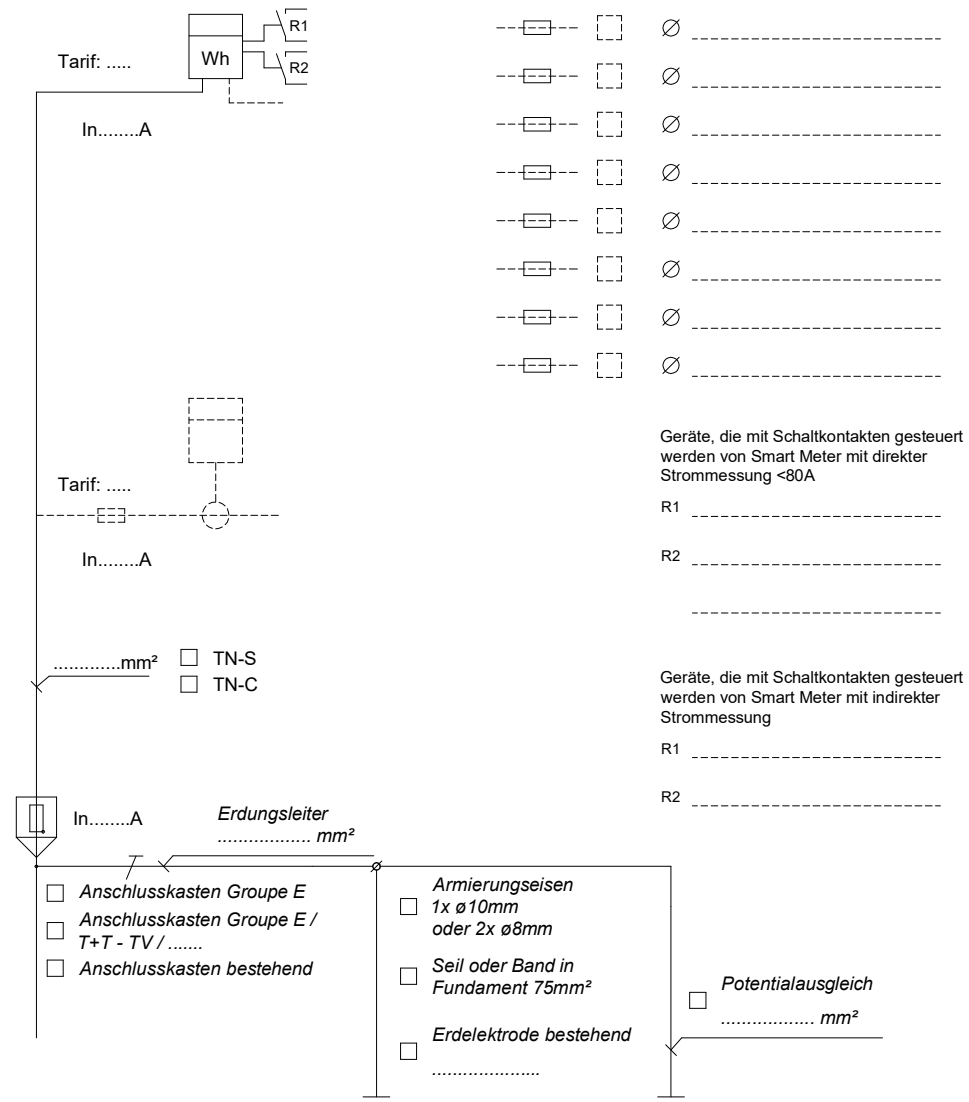 R1
Tarif: .....
Wh
R2
In........A
Geräte, die mit Schaltkontakten gesteuert
werden von Smart Meter mit direkter
Strommessung <80A
R1
R2
Tarif: .....
In........A
.............mm²
TN-S
TN-C
Geräte, die mit Schaltkontakten gesteuert
werden von Smart Meter mit indirekter
Strommessung
R1
R2
In........A
Erdungsleiter
.................. mm²
Anschlusskasten Groupe E
Anschlusskasten Groupe E /
T+T - TV / .......
Anschlusskasten bestehend
Armierungseisen
1x ø10mm
oder 2x ø8mm
Seil oder Band in
Fundament 75mm²
Erdelektrode bestehend
.....................
Potentialausgleich
.................. mm²